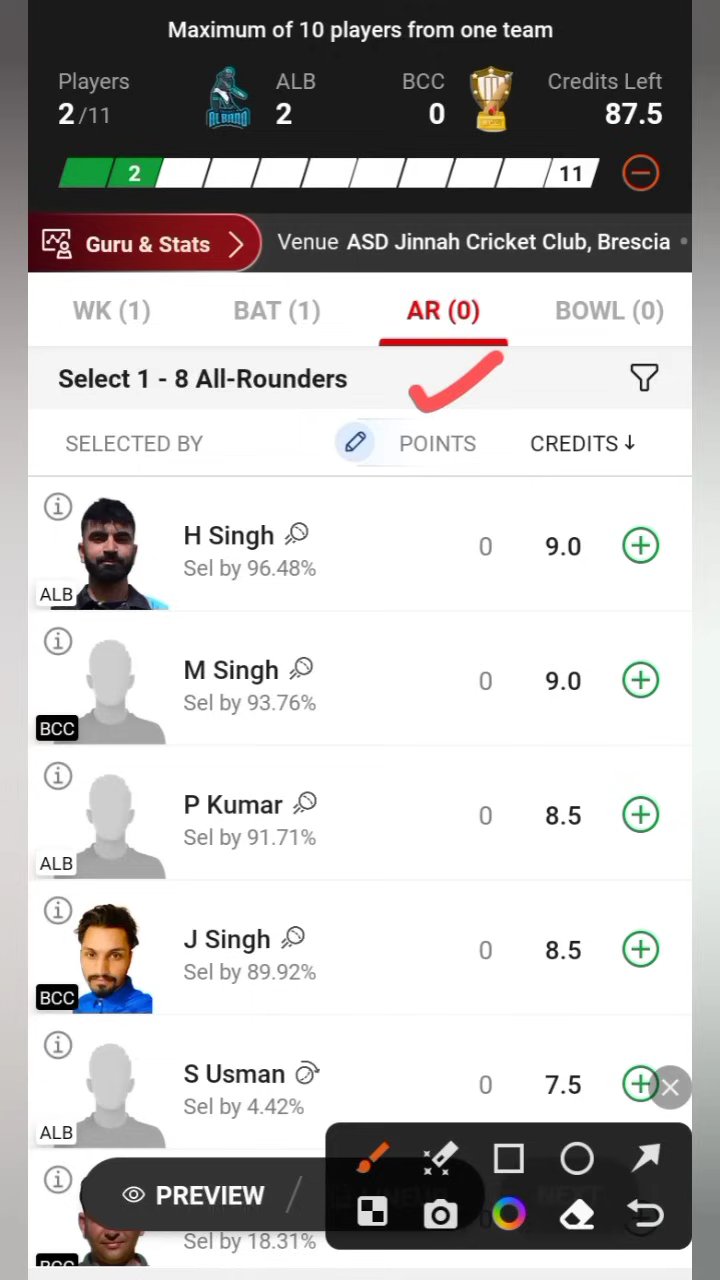 Maximum of 10 players from one team
Players ALB BCC Credits Left
2/11 ALBANO 2 0 87.5
2 11
Guru & Stats Venue ASD Jinnah Cricket Club, Brescia
WK (1) BAT (1) AR (0) BOWL (0)
Select 1 - 8 All-Rounders
SELECTED BY POINTS CREDITS↓
H Singh 0 9.0
Sel by 96.48%
ALB
M Singh 0 9.0
Sel by 93.76%
BCC
P Kumar 0 8.5
Sel by 91.71%
ALB
J Singh 0 8.5
Sel by 89.92%
BCC
S Usman 0 7.5
Sel by 4.42%
ALB
PREVIEW
Sel by 18.31%
BCC